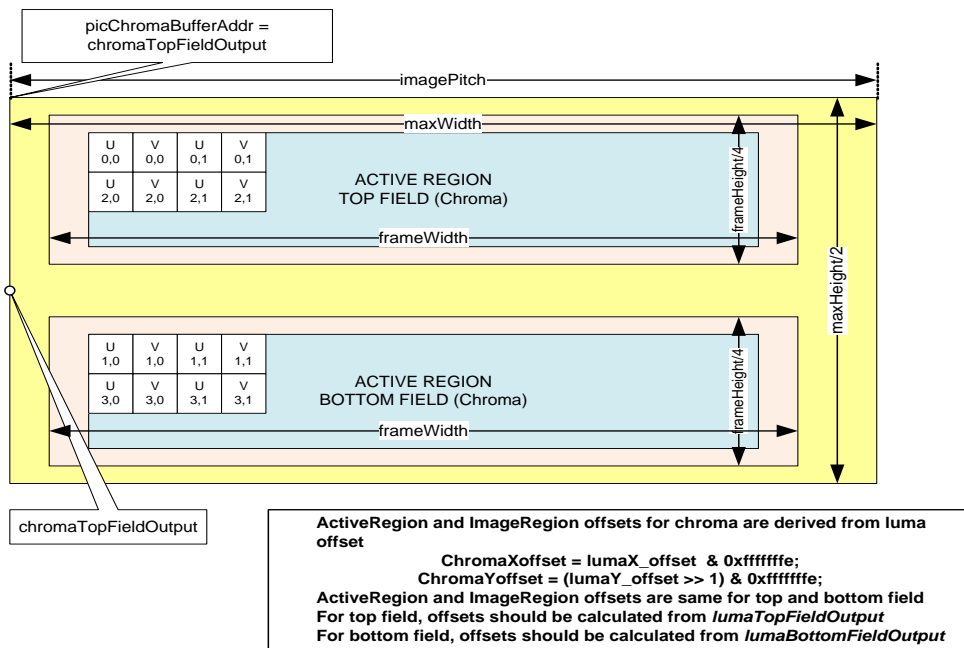 picChromaBufferAddr =
chromaTopFieldOutput
imagePitch
maxWidth
U 0,0 V 0,0 U 0,1 V 0,1
U 2,0 V 2,0 U 2,1 V 2,1
ACTIVE REGION
TOP FIELD (Chroma)
frameHeight/4
frameWidth
maxHeight/2
U 1,0 V 1,0 U 1,1 V 1,1
U 3,0 V 3,0 U 3,1 V 3,1
ACTIVE REGION
BOTTOM FIELD (Chroma)
frameHeight/4
frameWidth
chromaTopFieldOutput
ActiveRegion and ImageRegion offsets for chroma are derived from luma
offset
ChromaXoffset = lumaX_offset & 0xfffffffe;
ChromaYoffset = (lumaY_offset >> 1) & 0xfffffffe;
ActiveRegion and ImageRegion offsets are same for top and bottom field
For top field, offsets should be calculated from lumaTopFieldOutput
For bottom field, offsets should be calculated from lumaBottomFieldOutput